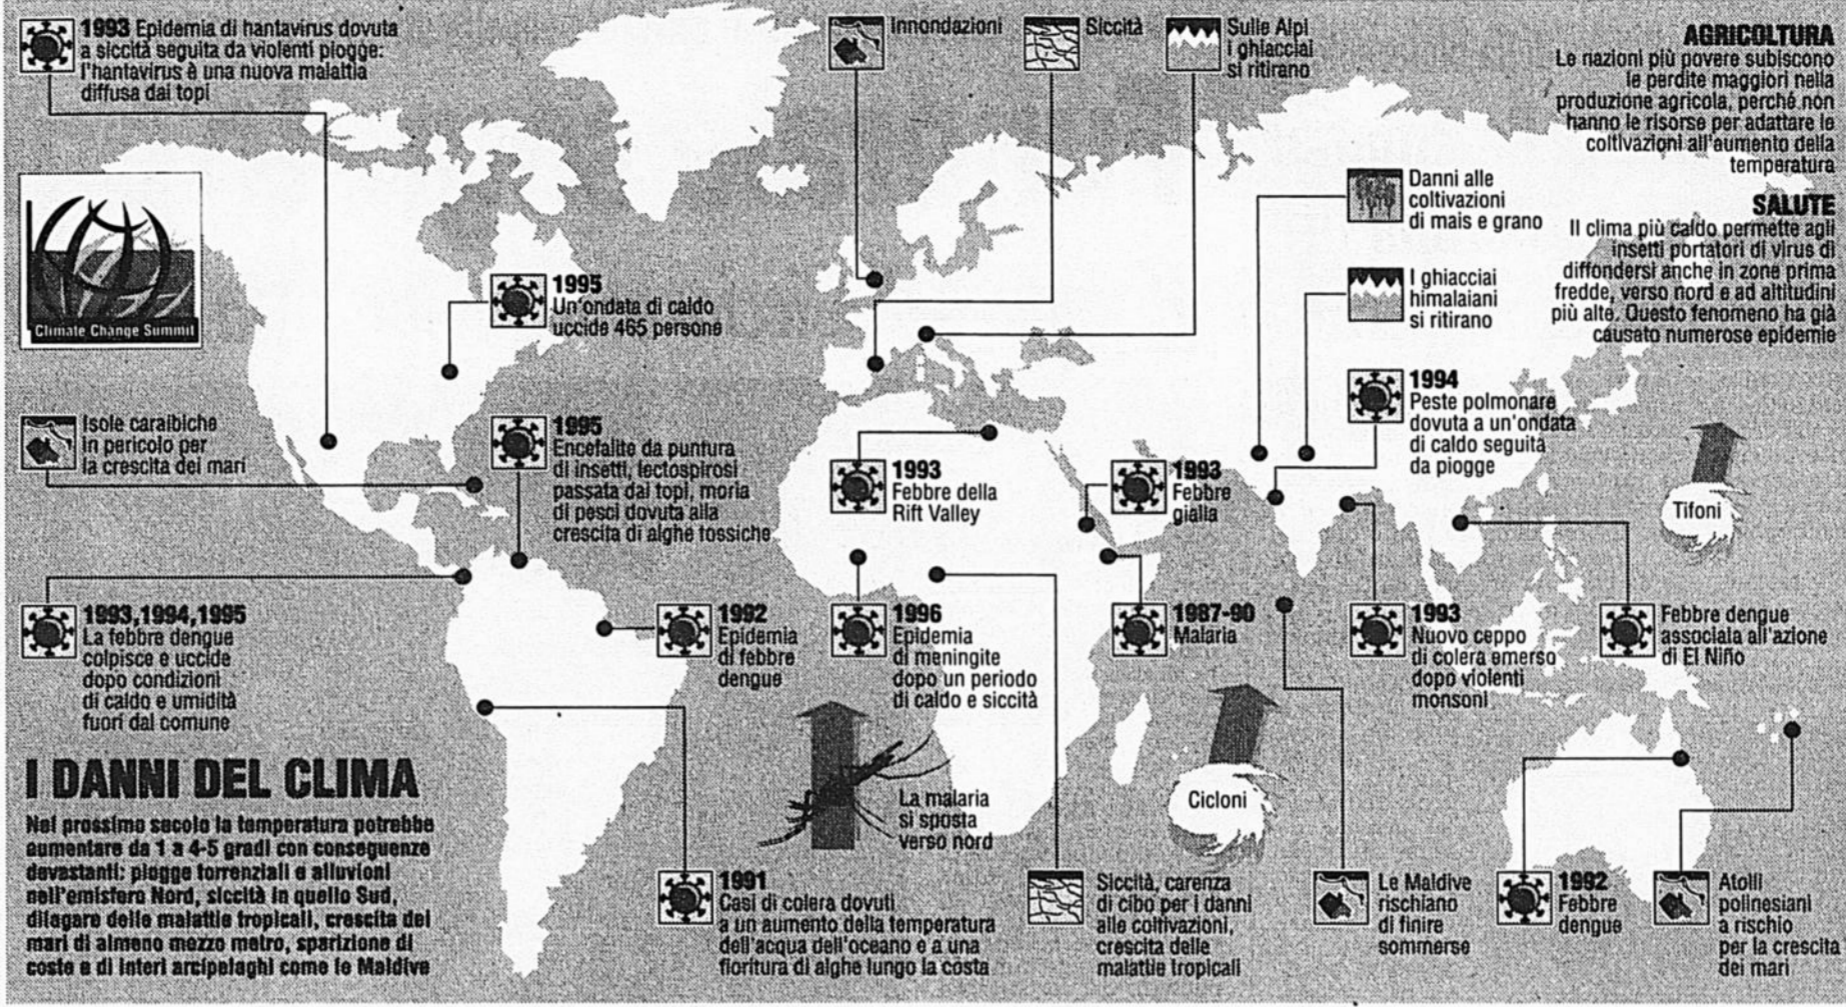 1993 Epidemia di hantavirus dovuta
a siccità seguita da violenti piogge:
l'hantavirus è una nuova malattia
diffusa dai topi
Innondazioni
Siccità
Sulle Alpi
i ghiacciai
si ritirano
AGRICOLTURA
Le nazioni più povere subiscono
le perdite maggiori nella
produzione agricola, perché non
hanno le risorse per adattare le
coltivazioni all'aumento della
temperatura
SALUTE
Il clima più caldo permette agli
insetti portatori di virus di
diffondersi anche in zone prima
fredde, verso nord e ad altitudini
più alte. Questo fenomeno ha già
causato numerose epidemie
Climate Change Summit
Danni alle
coltivazioni
di mais e grano
I ghiacciai
himalaiani
si ritirano
1995
Un'ondata di caldo
uccide 465 persone
1994
Peste polmonare
dovuta a un'ondata
di caldo seguita
da piogge
Isole caraibiche
in pericolo per
la crescita dei mari
1995
Encefalite da puntura
di insetti, lectospirosi
passata dai topi, moria
di pesci dovuta alla
crescita di alghe tossiche
1993
Febbre della
Rift Valley
1993
Febbre
gialla
Tifoni
1993,1994,1995
La febbre dengue
colpisce e uccide
dopo condizioni
di caldo e umidità
fuori dal comune
1992
Epidemia
di febbre
dengue
1996
Epidemia
di meningite
dopo un periodo
di caldo e siccità
1987-90
Malaria
1993
Nuovo ceppo
di colera emerso
dopo violenti
monsoni
Febbre dengue
associata all'azione
di El Niño
I DANNI DEL CLIMA
Nel prossimo secolo la temperatura potrebbe
aumentare da 1 a 4-5 gradi con conseguenze
devastanti: piogge torrenziali e alluvioni
nell'emisfero Nord, siccità in quello Sud,
dilagare delle malattie tropicali, crescita dei
mari di almeno mezzo metro, sparizione di
coste e di interi arcipelaghi come le Maldive
La malaria
si sposta
verso nord
Cicloni
1991
Casi di colera dovuti
a un aumento della temperatura
dell'acqua dell'oceano e a una
fioritura di alghe lungo la costa
Siccità, carenza
di cibo per i danni
alle coltivazioni,
crescita delle
malattie tropicali
Le Maldive
rischiano
di finire
sommerse
1992
Febbre
dengue
Atolli
polinesiani
a rischio
per la crescita
dei mari